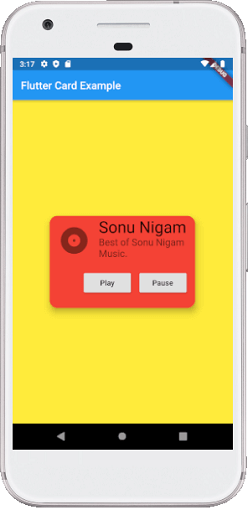 3:17
Flutter Card Example
Sonu Nigam
Best of Sonu Nigam
Music.
Play
Pause